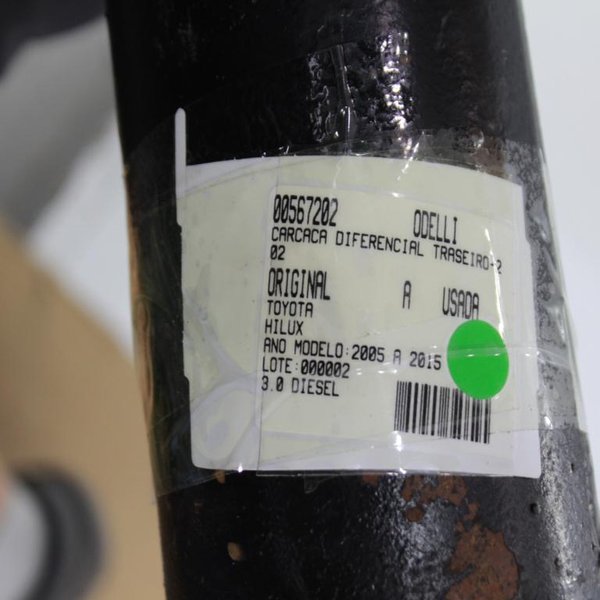 00567202 ODELLI
CARCACA DIFERENCIAL TRASEIRO-2
02
ORIGINAL A USADA
TOYOTA
HILUX
ANO MODELO:2005 A 2015
LOTE:000002
3.0 DIESEL